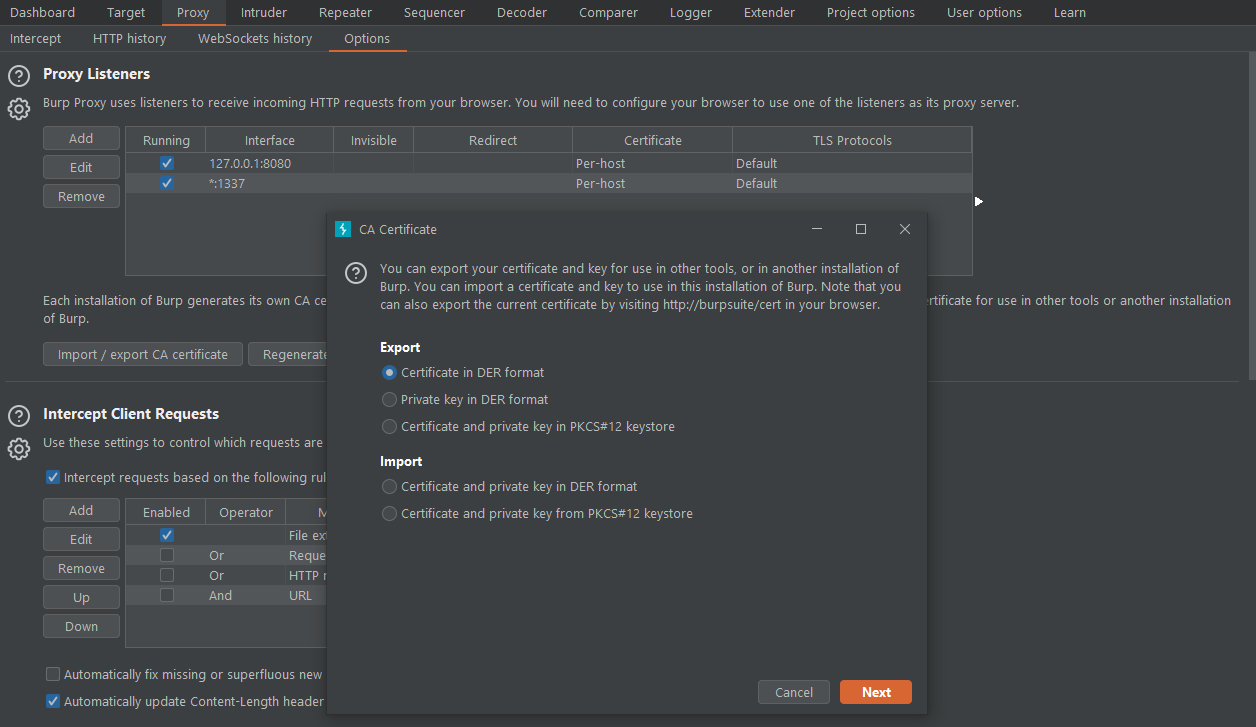 Dashboard Target Proxy Intruder Repeater Sequencer Decoder Comparer Logger Extender Project options User options Learn
Intercept HTTP history WebSockets history Options
Proxy Listeners
Burp Proxy uses listeners to receive incoming HTTP requests from your browser. You will need to configure your browser to use one of the listeners as its proxy server.
Add
Edit
Remove
Running Interface Invisible Redirect Certificate TLS Protocols
127.0.0.1:8080 Per-host Default
*:1337 Per-host Default
Each installation of Burp generates its own CA ce
rtificate for use in other tools or another installation
of Burp.
Import / export CA certificate Regenerate
CA Certificate
You can export your certificate and key for use in other tools, or in another installation of
Burp. You can import a certificate and key to use in this installation of Burp. Note that you
can also export the current certificate by visiting http://burpsuite/cert in your browser.
Export
Certificate in DER format
Private key in DER format
Certificate and private key in PKCS#12 keystore
Import
Certificate and private key in DER format
Certificate and private key from PKCS#12 keystore
Cancel Next
Intercept Client Requests
Use these settings to control which requests are
Intercept requests based on the following rul
Add
Edit
Remove
Up
Down
Enabled Operator M
File ext
Or Reque
Or HTTP
And URL
Automatically fix missing or superfluous new
Automatically update Content-Length header